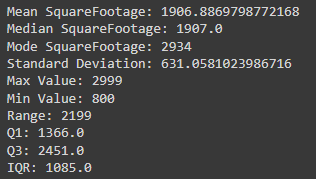 Mean SquareFootage: 1906.8869798772168
Median SquareFootage: 1907.0
Mode SquareFootage: 2934
Standard Deviation: 631.0581023986716
Max Value: 2999
Min Value: 800
Range: 2199
Q1: 1366.0
Q3: 2451.0
IQR: 1085.0